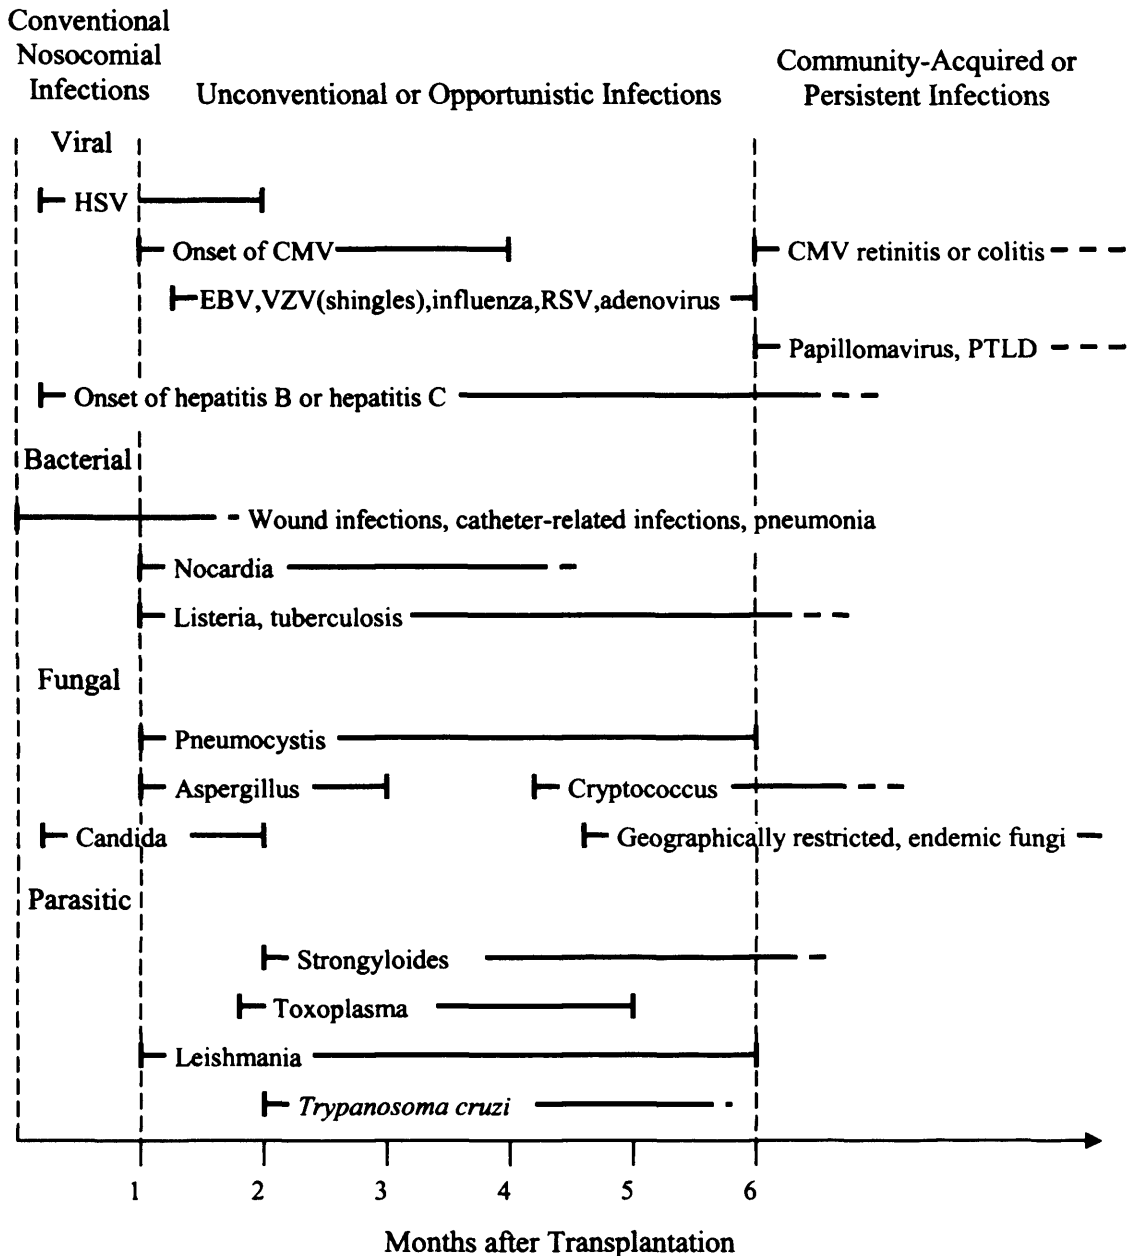 Conventional
Nosocomial
Infections
Unconventional or Opportunistic Infections
Community-Acquired or
Persistent Infections
Viral
HSV
Onset of CMV
CMV retinitis or colitis
EBV,VZV(shingles),influenza,RSV,adenovirus
Papillomavirus, PTLD
Onset of hepatitis B or hepatitis C
Bacterial
Wound infections, catheter-related infections, pneumonia
Nocardia
Listeria, tuberculosis
Fungal
Pneumocystis
Aspergillus
Cryptococcus
Candida
Geographically restricted, endemic fungi
Parasitic
Strongyloides
Toxoplasma
Leishmania
Trypanosoma cruzi
1 2 3 4 5 6
Months after Transplantation